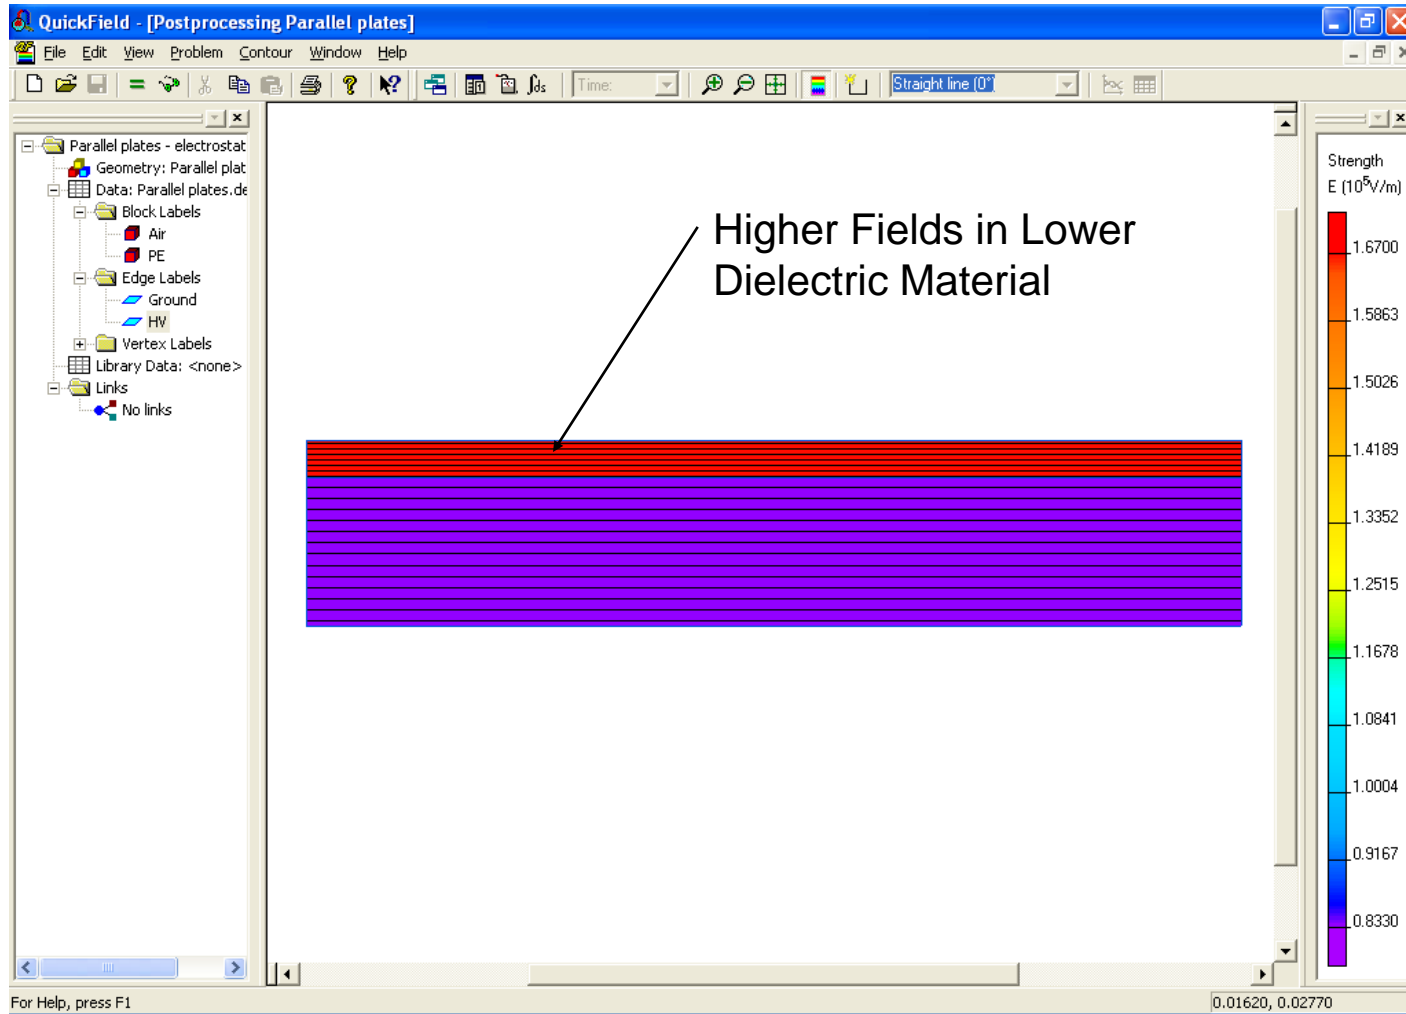 QuickField - [Postprocessing Parallel plates]
File Edit View Problem Contour Window Help
Time: Straight line (0°)
Parallel plates - electrostat
Geometry: Parallel plat
Data: Parallel plates.de
Block Labels
Air
PE
Edge Labels
Ground
HV
Vertex Labels
Library Data: <none>
Links
No links
Higher Fields in Lower
Dielectric Material
Strength
E (10⁵V/m)
1.6700
1.5863
1.5026
1.4189
1.3352
1.2515
1.1678
1.0841
1.0004
0.9167
0.8330
For Help, press F1
0.01620, 0.02770